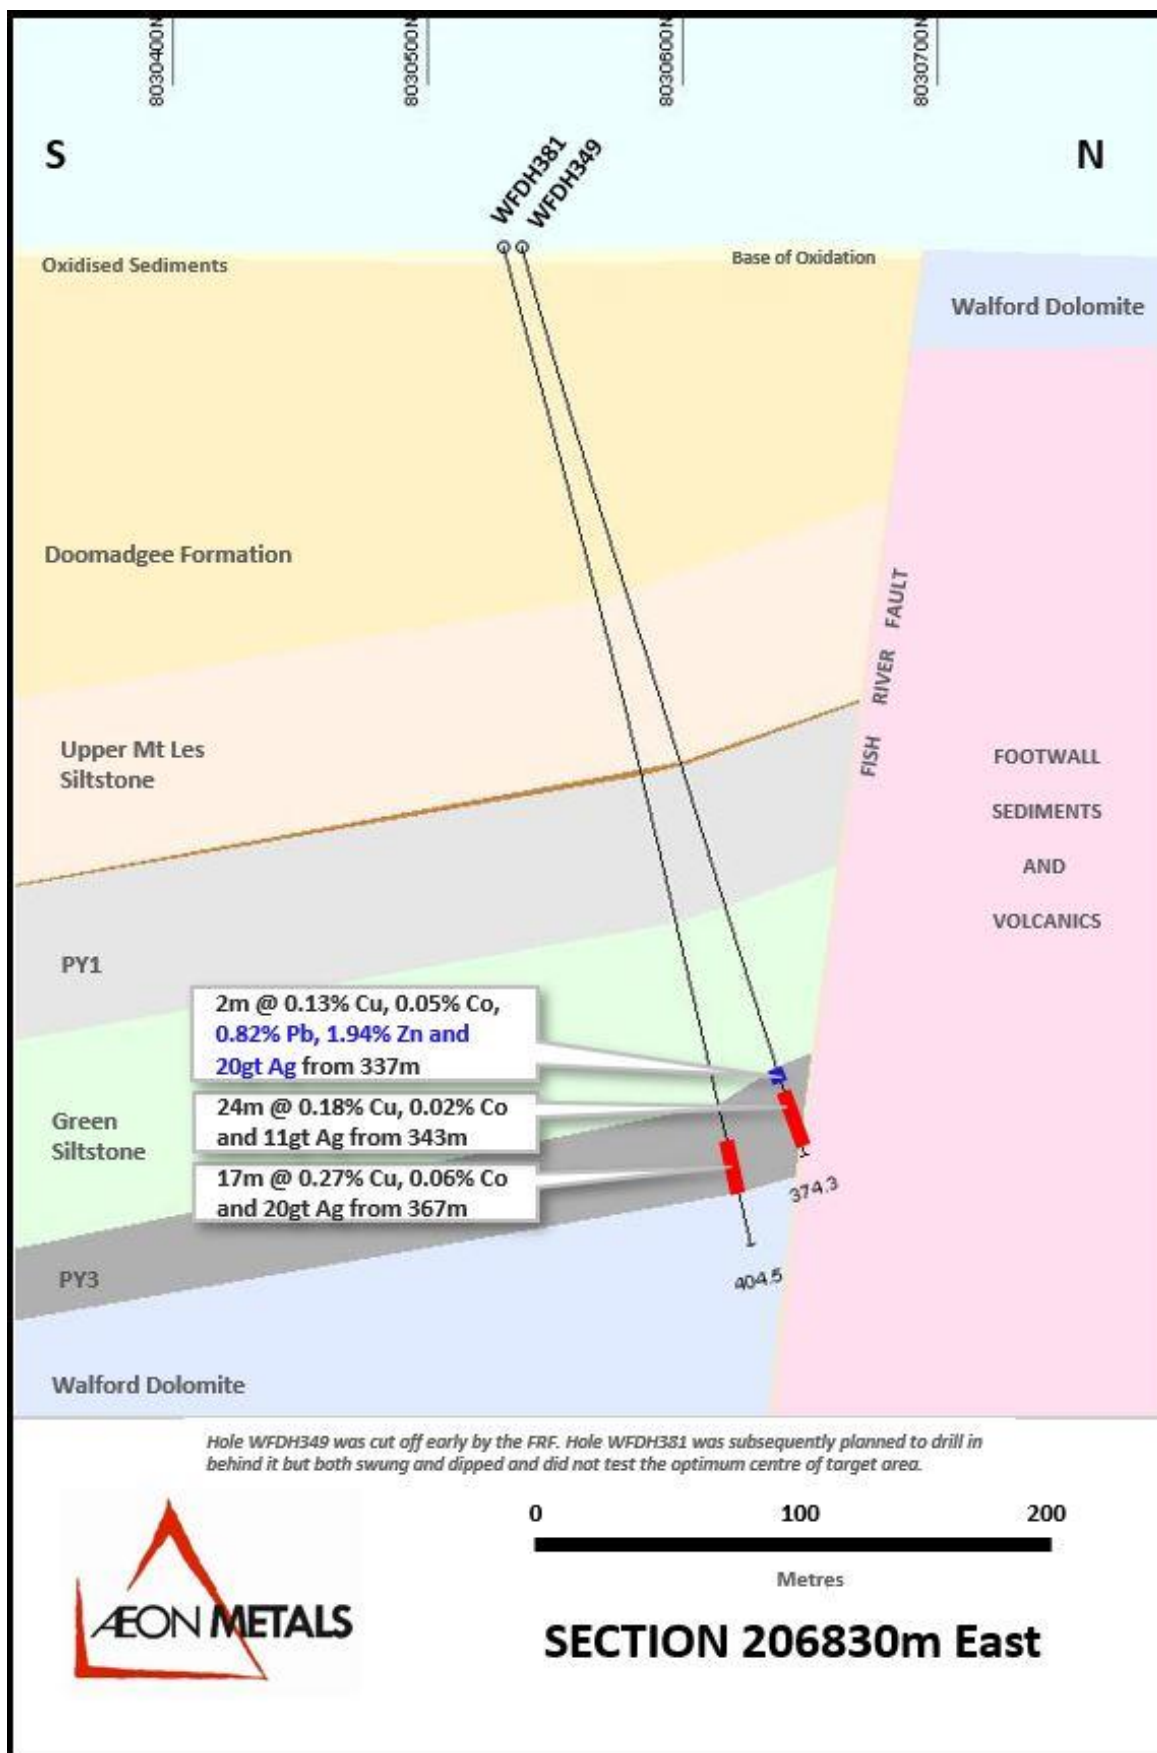 8030400N
8030500N
8030600N
8030700N
S
N
WFDH381
WFDH349
Oxidised Sediments
Base of Oxidation
Walford Dolomite
Doomadgee Formation
FISH RIVER FAULT
Upper Mt Les
Siltstone
FOOTWALL
SEDIMENTS
AND
VOLCANICS
PY1
2m @ 0.13% Cu, 0.05% Co,
0.82% Pb, 1.94% Zn and
20gt Ag from 337m
24m @ 0.18% Cu, 0.02% Co
and 11gt Ag from 343m
17m @ 0.27% Cu, 0.06% Co
and 20gt Ag from 367m
Green
Siltstone
374.3
404.5
PY3
Walford Dolomite
Hole WFDH349 was cut off early by the FRF. Hole WFDH381 was subsequently planned to drill in
behind it but both swung and dipped and did not test the optimum centre of target area.
0 100 200
Metres
ÆON METALS
SECTION 206830m East